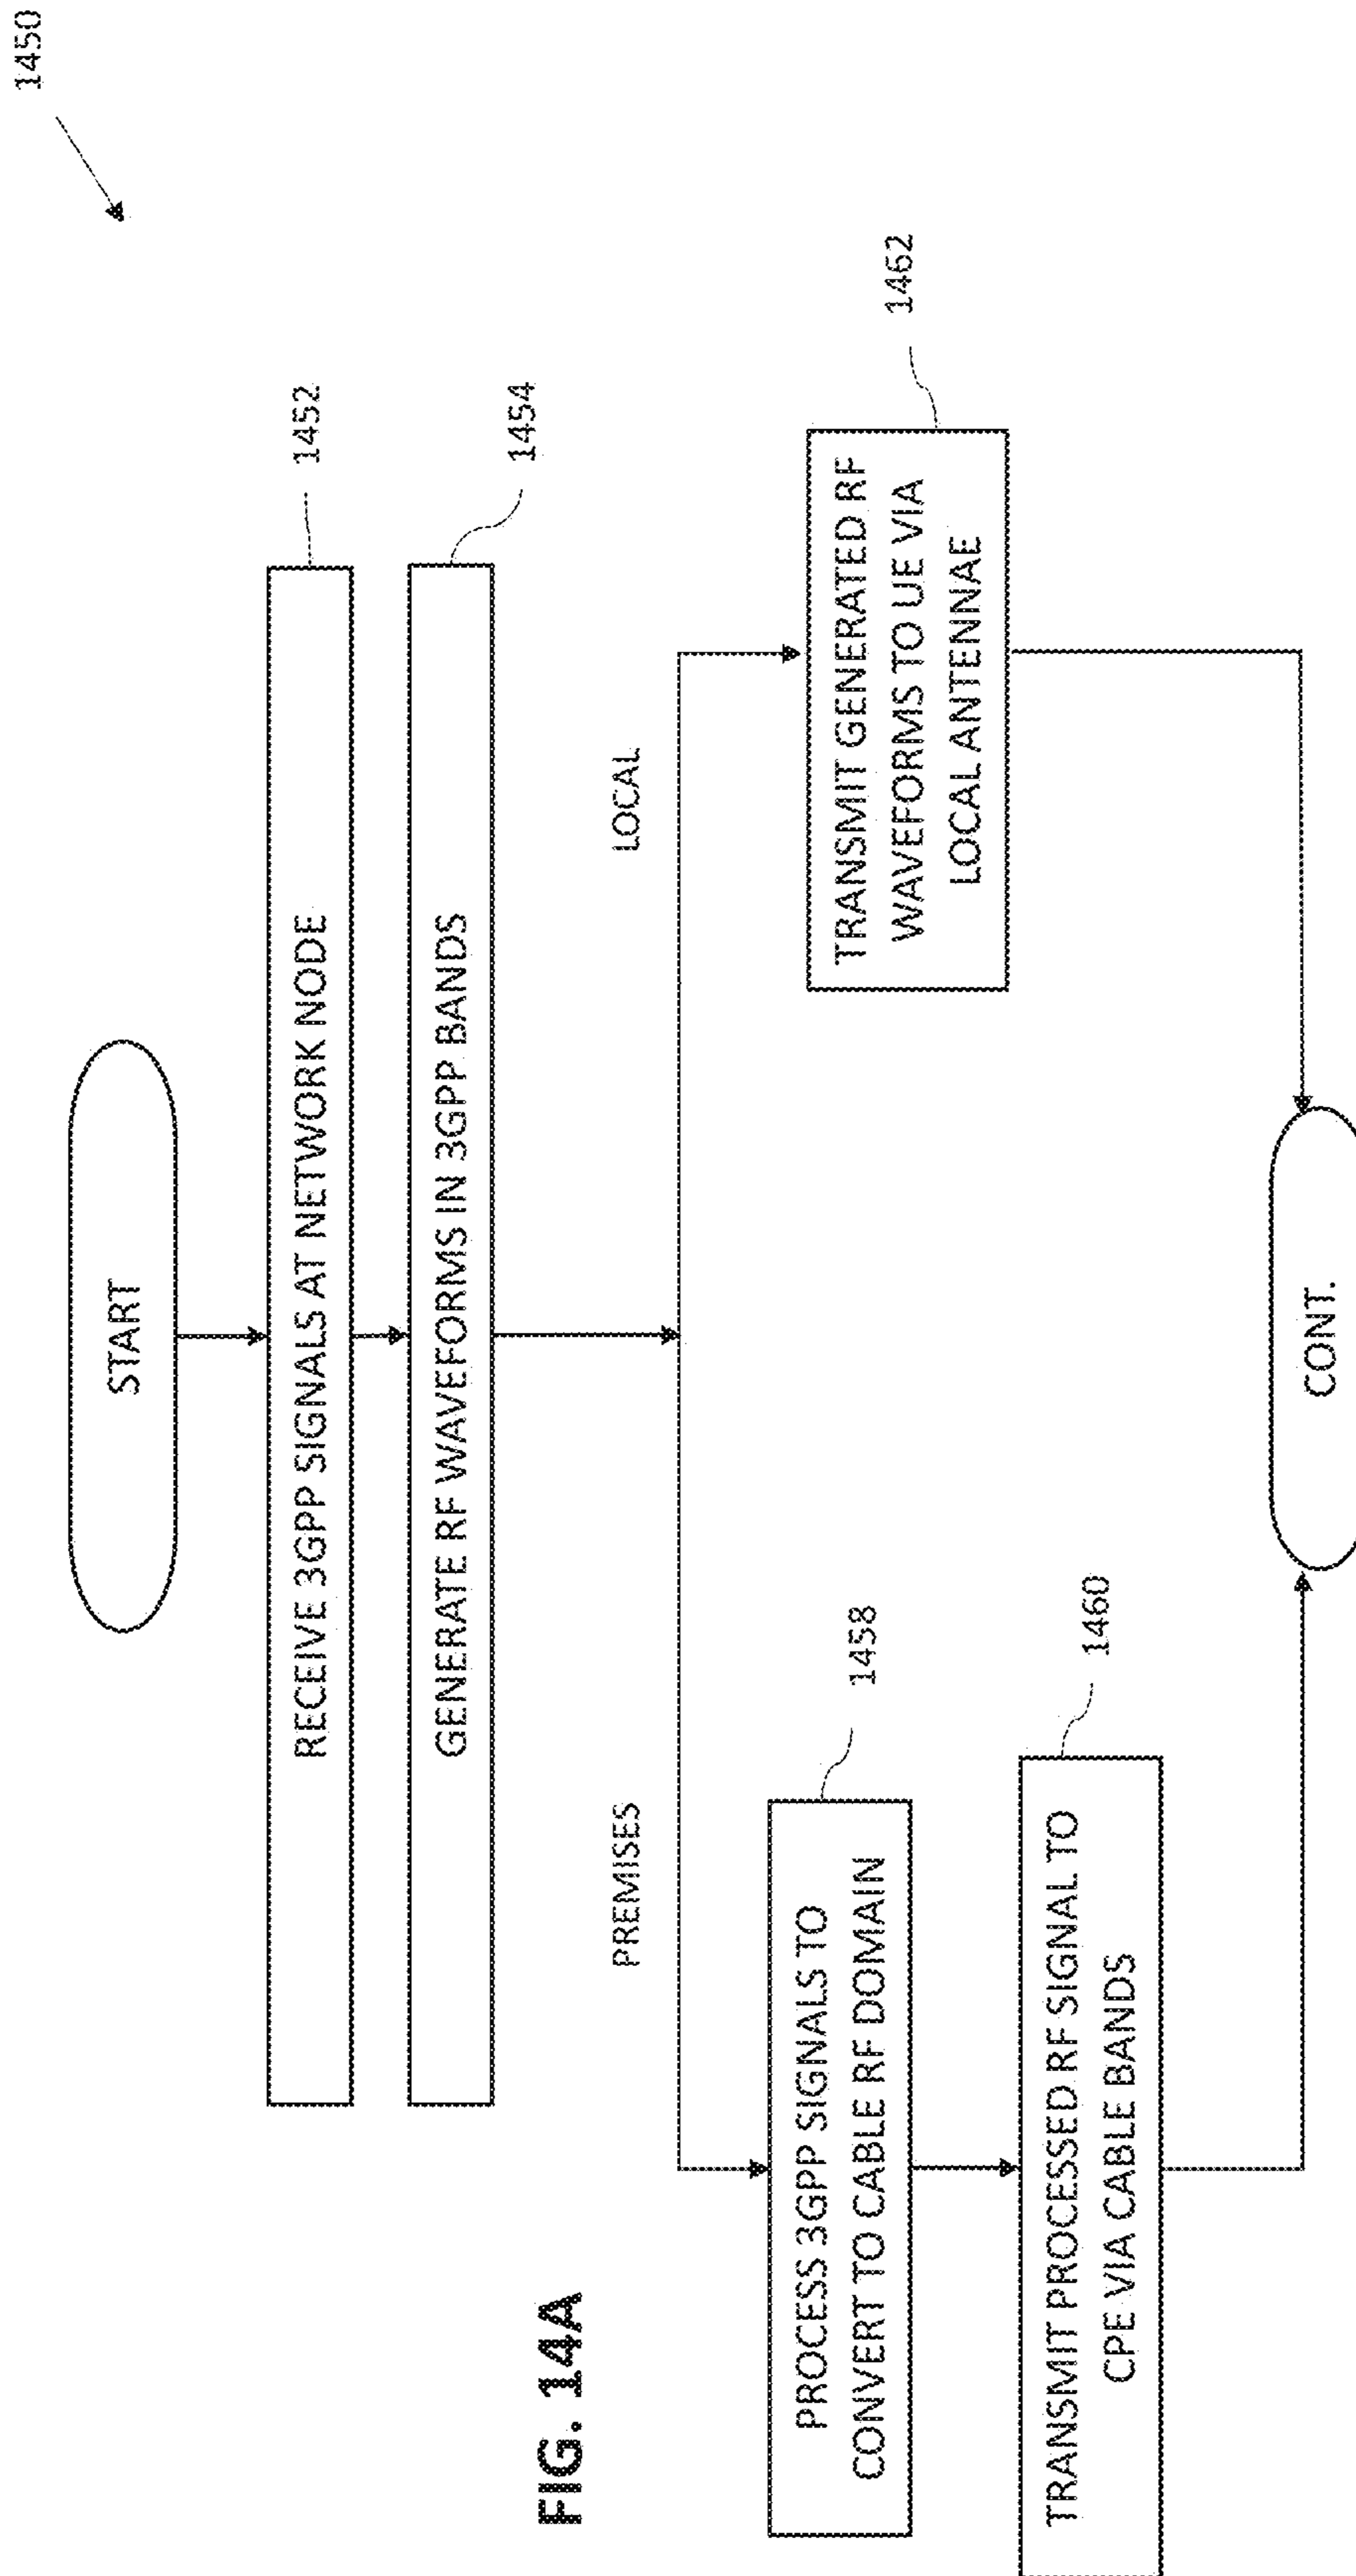 1450
START
RECEIVE 3GPP SIGNALS AT NETWORK NODE
1452
GENERATE RF WAVEFORMS IN 3GPP BANDS
1454
PREMISES
LOCAL
PROCESS 3GPP SIGNALS TO
CONVERT TO CABLE RF DOMAIN
1458
TRANSMIT GENERATED RF
WAVEFORMS TO UE VIA
LOCAL ANTENNAE
1462
TRANSMIT PROCESSED RF SIGNAL TO
CPE VIA CABLE BANDS
1460
CONT.
FIG. 14A